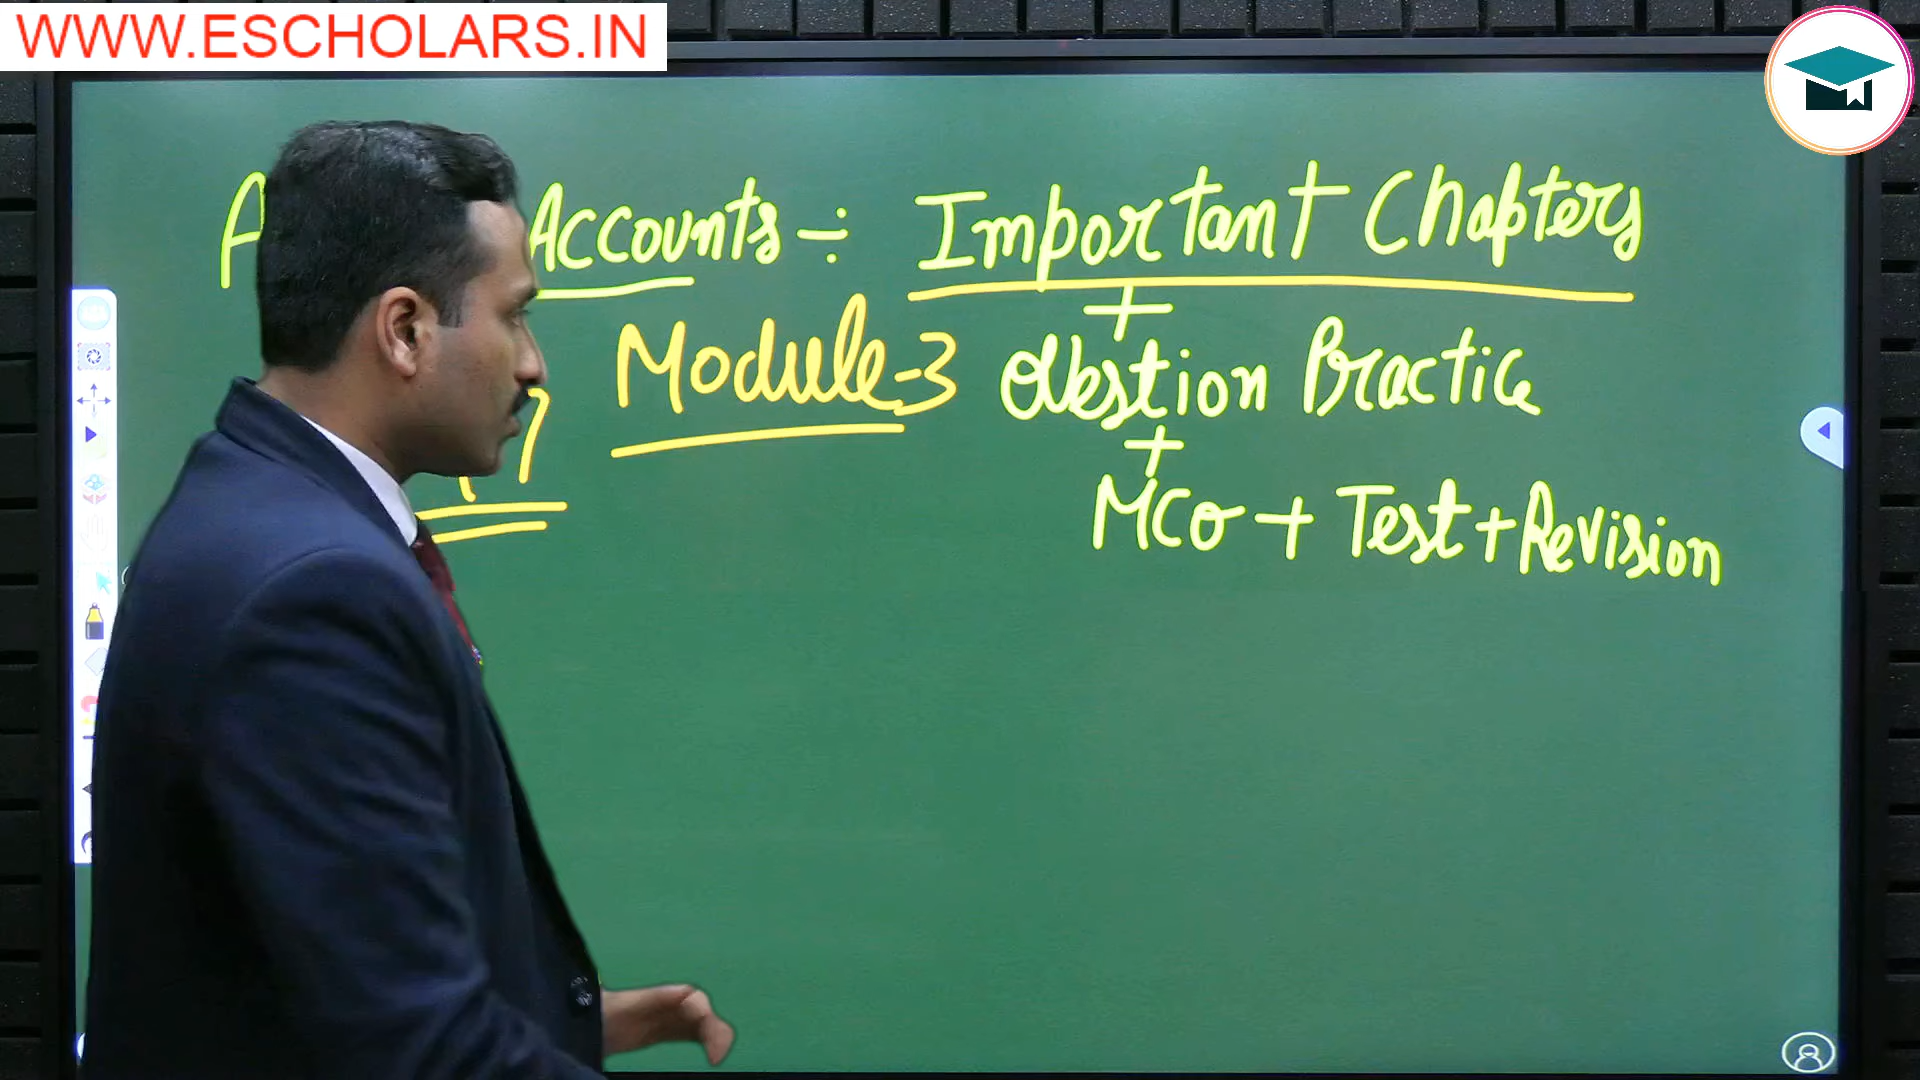 WWW.ESCHOLARS.IN
Accounts ÷ Important Chapters
+
Module-3 Question Practice
+
MCQ + Test + Revision